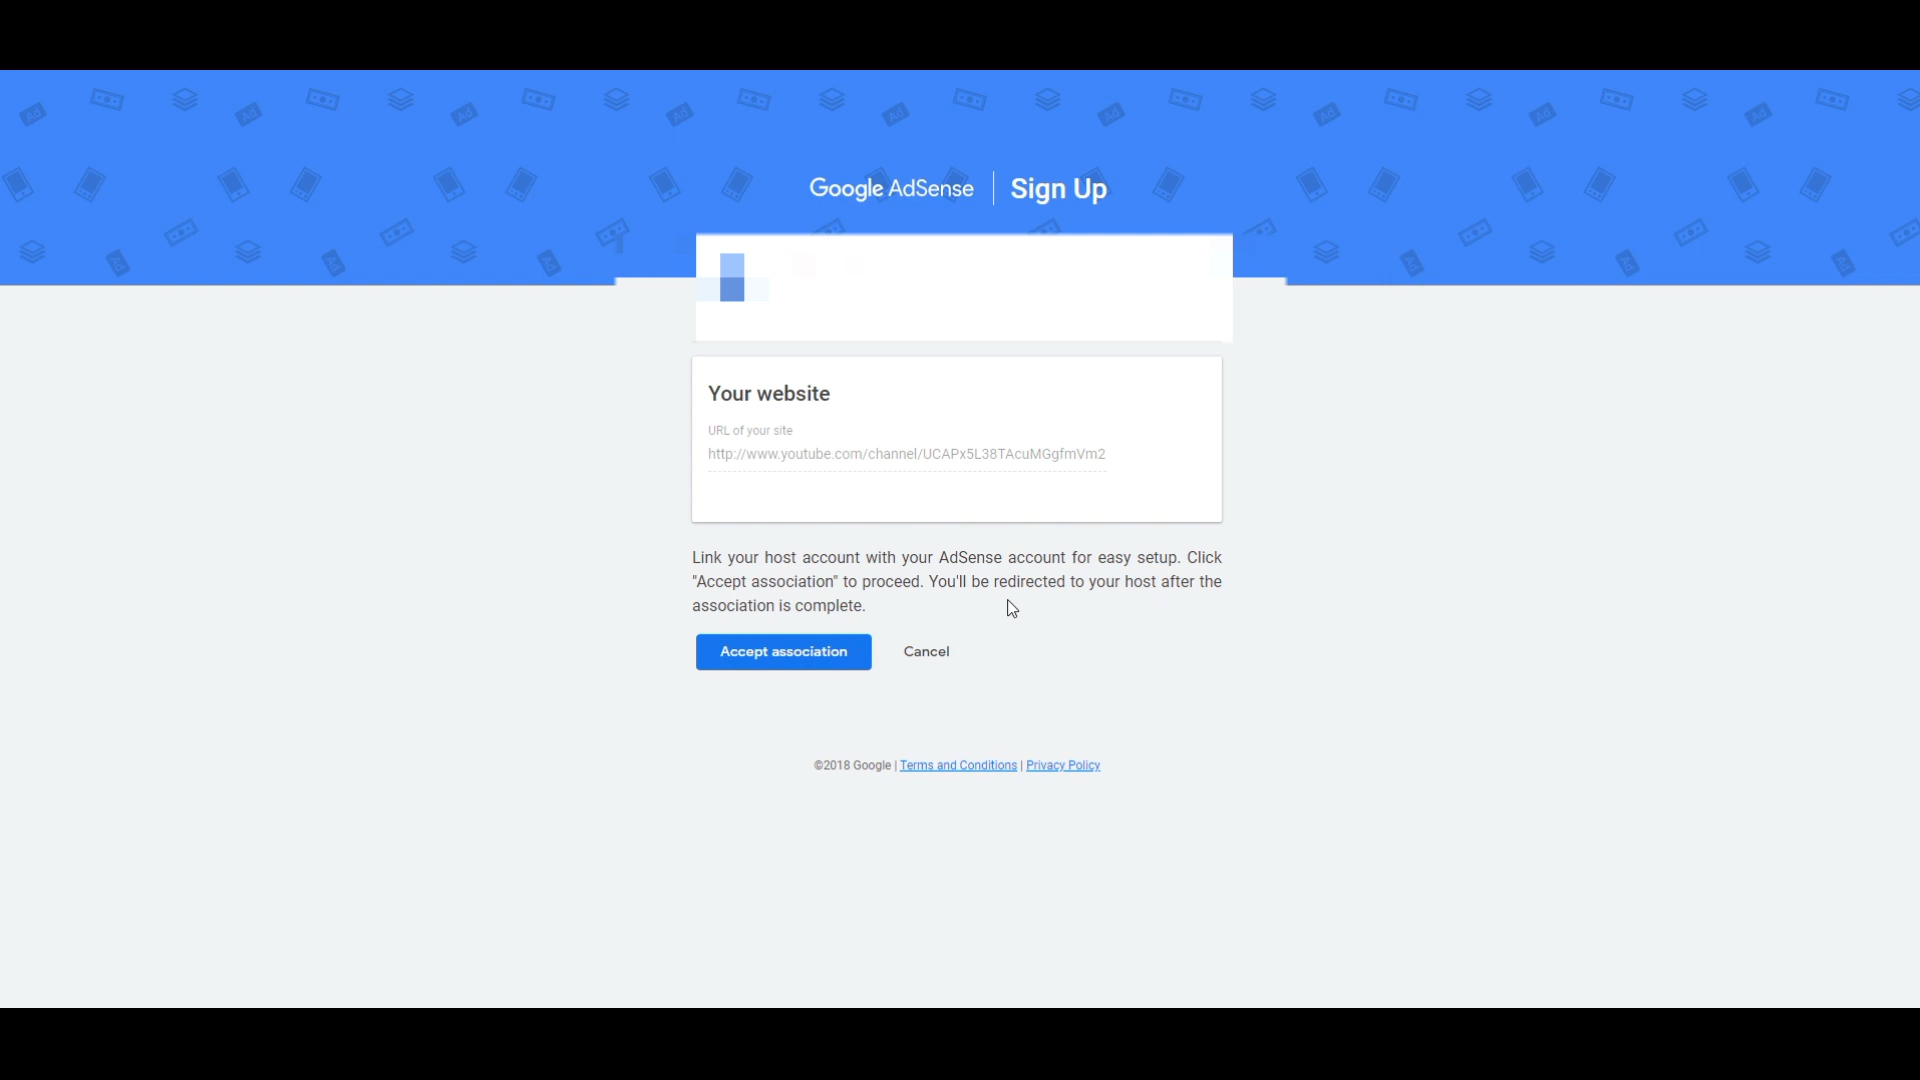 Google AdSense | Sign Up
Your website
URL of your site
http://www.youtube.com/channel/UCAPx5L38TAcuMGgfmVm2
Link your host account with your AdSense account for easy setup. Click
"Accept association" to proceed. You'll be redirected to your host after the
association is complete.
Accept association Cancel
©2018 Google | Terms and Conditions | Privacy Policy